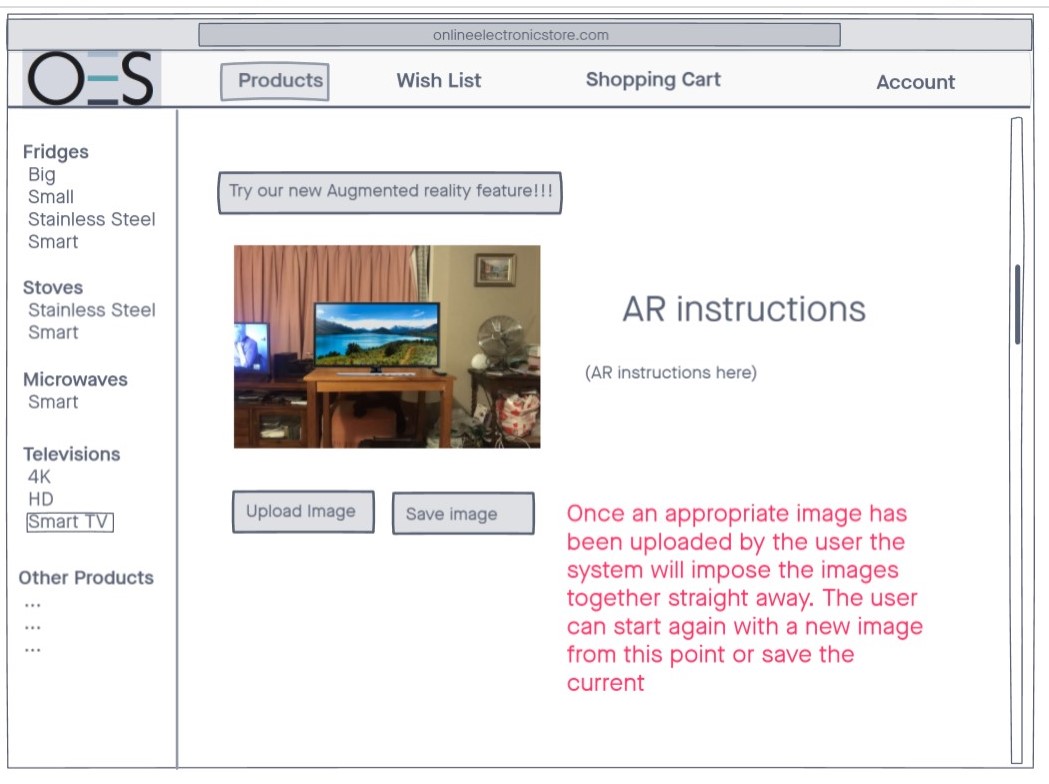 onlineelectronicstore.com
OES
Products
Wish List
Shopping Cart
Account
Fridges
Big
Small
Stainless Steel
Smart
Stoves
Stainless Steel
Smart
Microwaves
Smart
Televisions
4K
HD
Smart TV
Other Products
...
...
...
Try our new Augmented reality feature!!!
AR instructions
(AR instructions here)
Upload Image
Save image
Once an appropriate image has
been uploaded by the user the
system will impose the images
together straight away. The user
can start again with a new image
from this point or save the
current